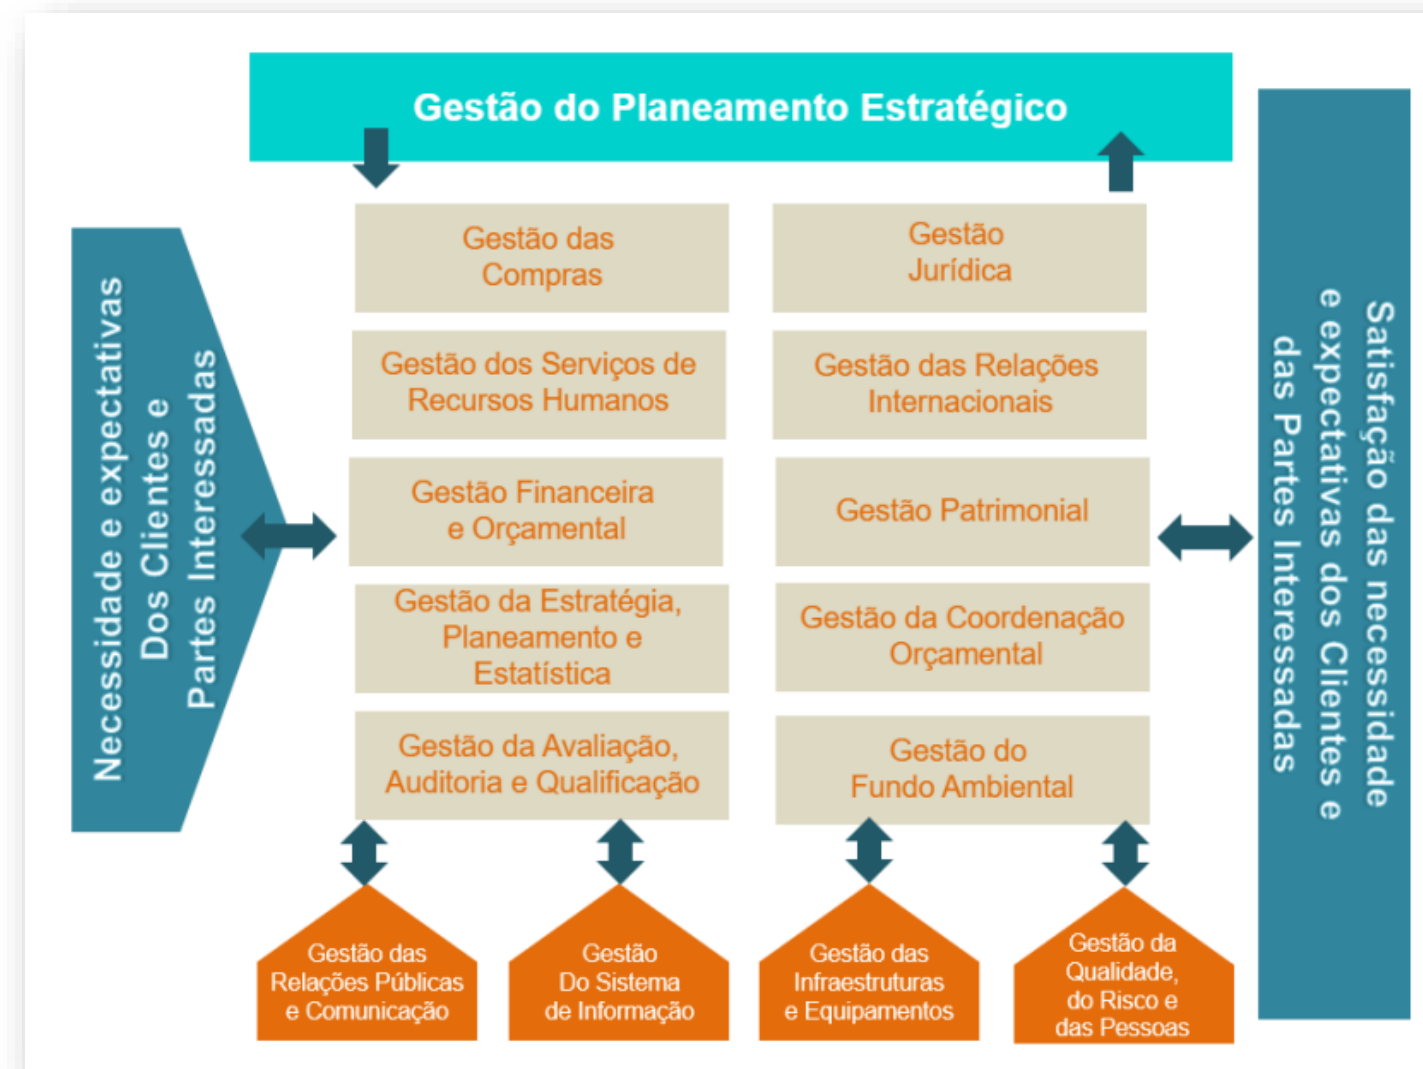 Gestão do Planeamento Estratégico
Necessidade e expectativas
Dos Clientes e
Partes Interessadas
Gestão das
Compras
Gestão
Jurídica
Gestão dos Serviços de
Recursos Humanos
Gestão das Relações
Internacionais
Gestão Financeira
e Orçamental
Gestão Patrimonial
Gestão da Estratégia,
Planeamento e
Estatística
Gestão da Coordenação
Orçamental
Gestão da Avaliação,
Auditoria e Qualificação
Gestão do
Fundo Ambiental
Satisfação das necessidade
e expectativas dos Clientes e
das Partes Interessadas
Gestão das
Relações Públicas
e Comunicação
Gestão
Do Sistema
de Informação
Gestão das
Infraestruturas
e Equipamentos
Gestão da
Qualidade,
do Risco e
das Pessoas